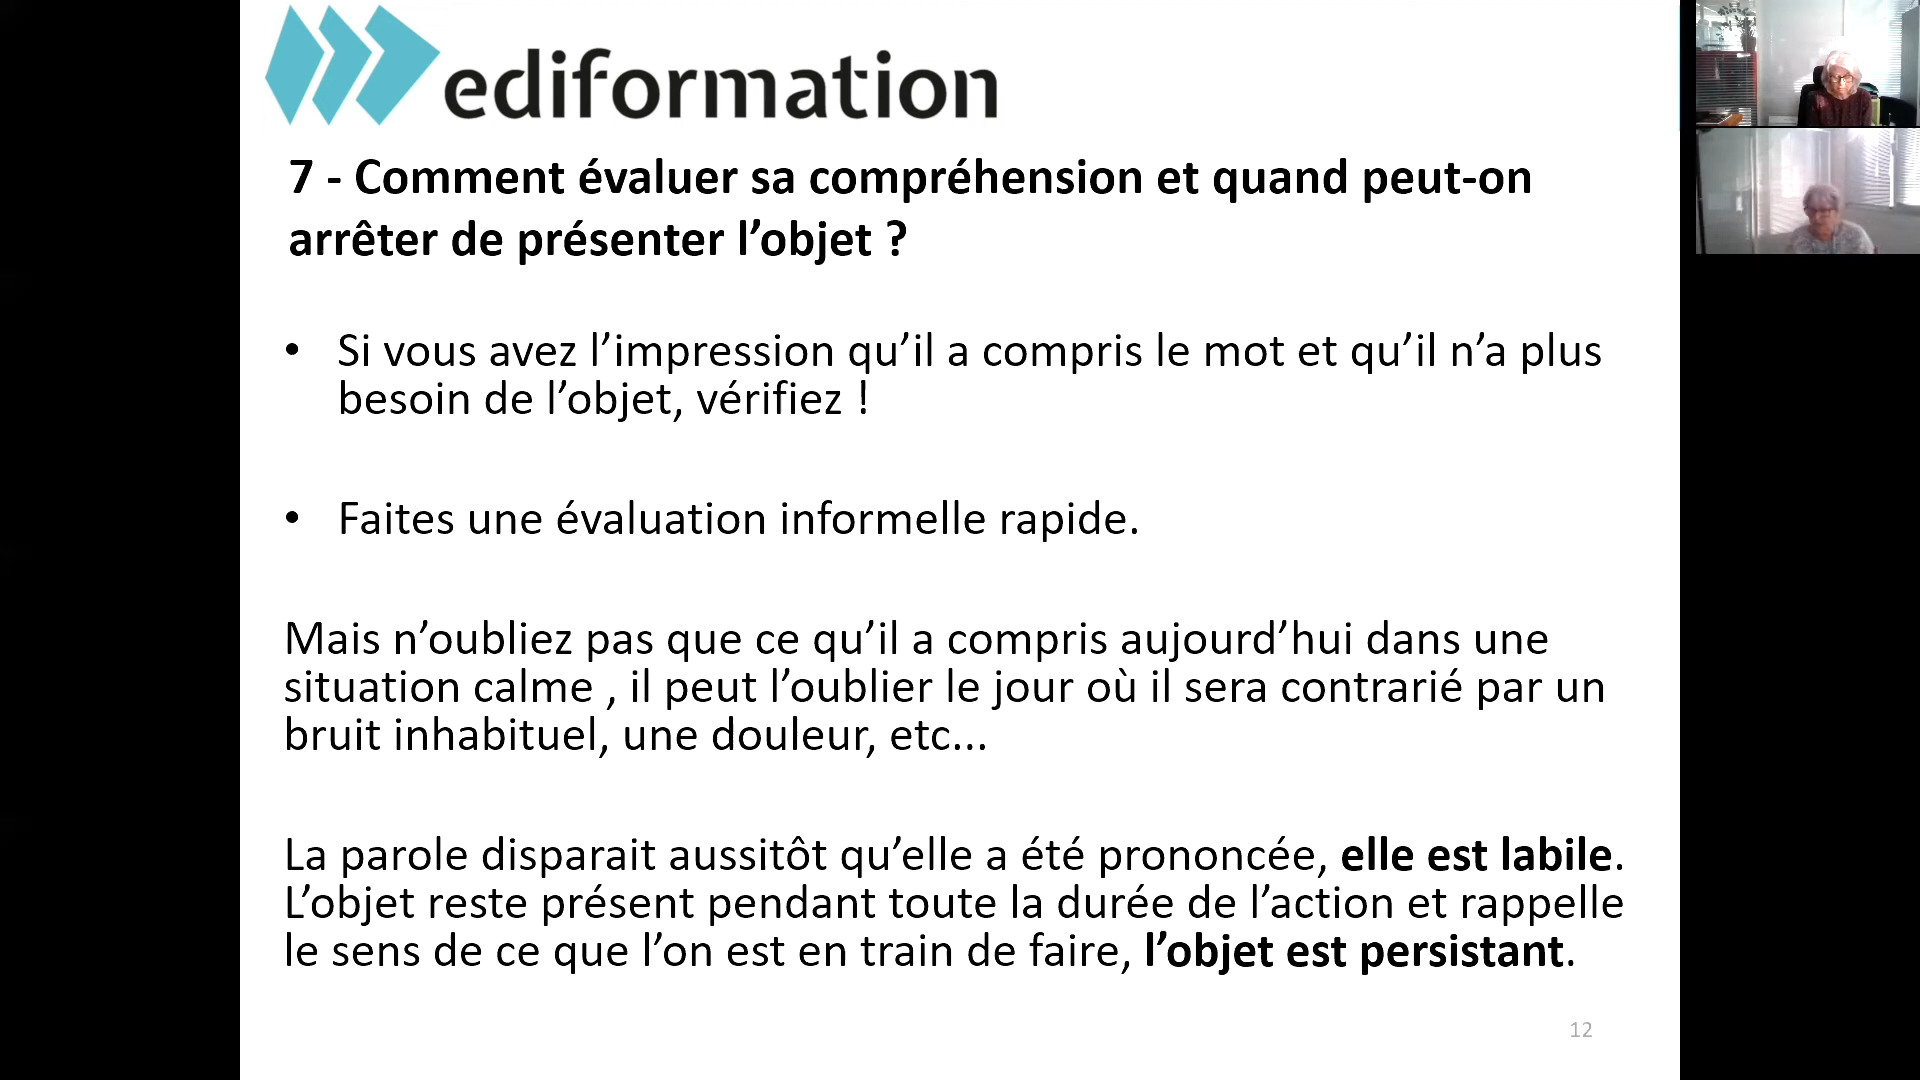 ediformation
7 - Comment évaluer sa compréhension et quand peut-on
arrêter de présenter l’objet ?
• Si vous avez l’impression qu’il a compris le mot et qu’il n’a plus
besoin de l’objet, vérifiez !
• Faites une évaluation informelle rapide.
Mais n’oubliez pas que ce qu’il a compris aujourd’hui dans une
situation calme , il peut l’oublier le jour où il sera contrarié par un
bruit inhabituel, une douleur, etc...
La parole disparait aussitôt qu’elle a été prononcée, elle est labile.
L’objet reste présent pendant toute la durée de l’action et rappelle
le sens de ce que l’on est en train de faire, l’objet est persistant.
12